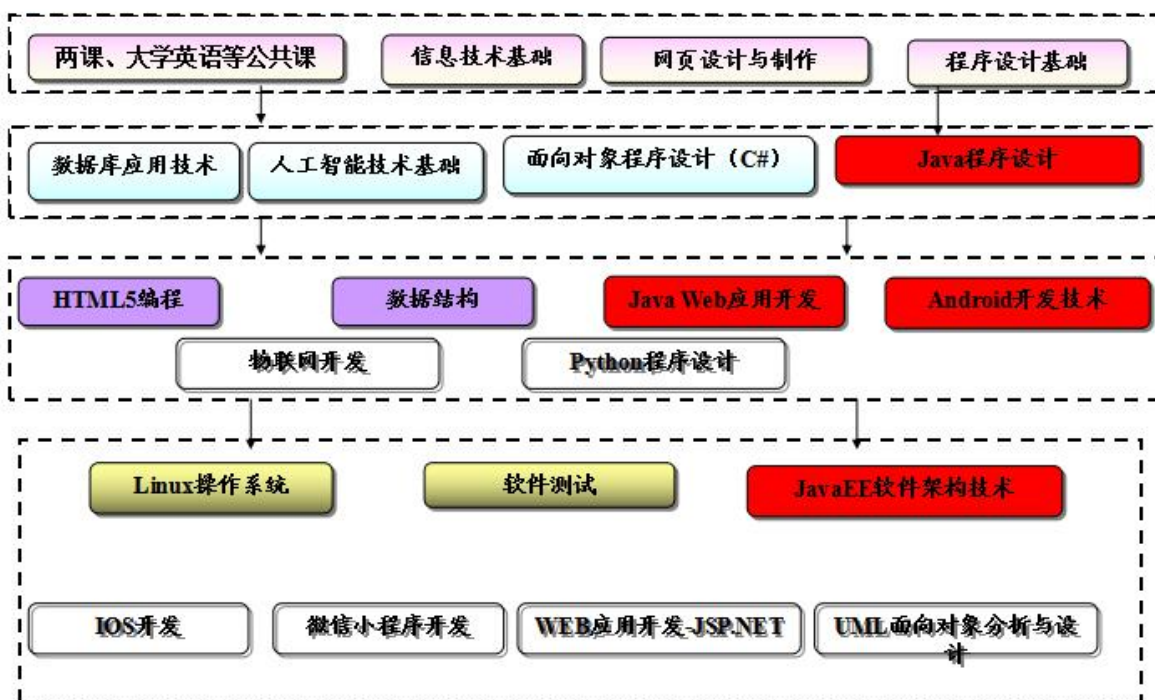 两课、大学英语等公共课
信息技术基础
网页设计与制作
程序设计基础
数据库应用技术
人工智能技术基础
面向对象程序设计（C#）
Java程序设计
HTML5编程
数据结构
Java Web应用开发
Android开发技术
物联网开发
Python程序设计
Linux操作系统
软件测试
JavaEE软件架构技术
IOS开发
微信小程序开发
WEB应用开发-JSP.NET
UML面向对象分析与设
计